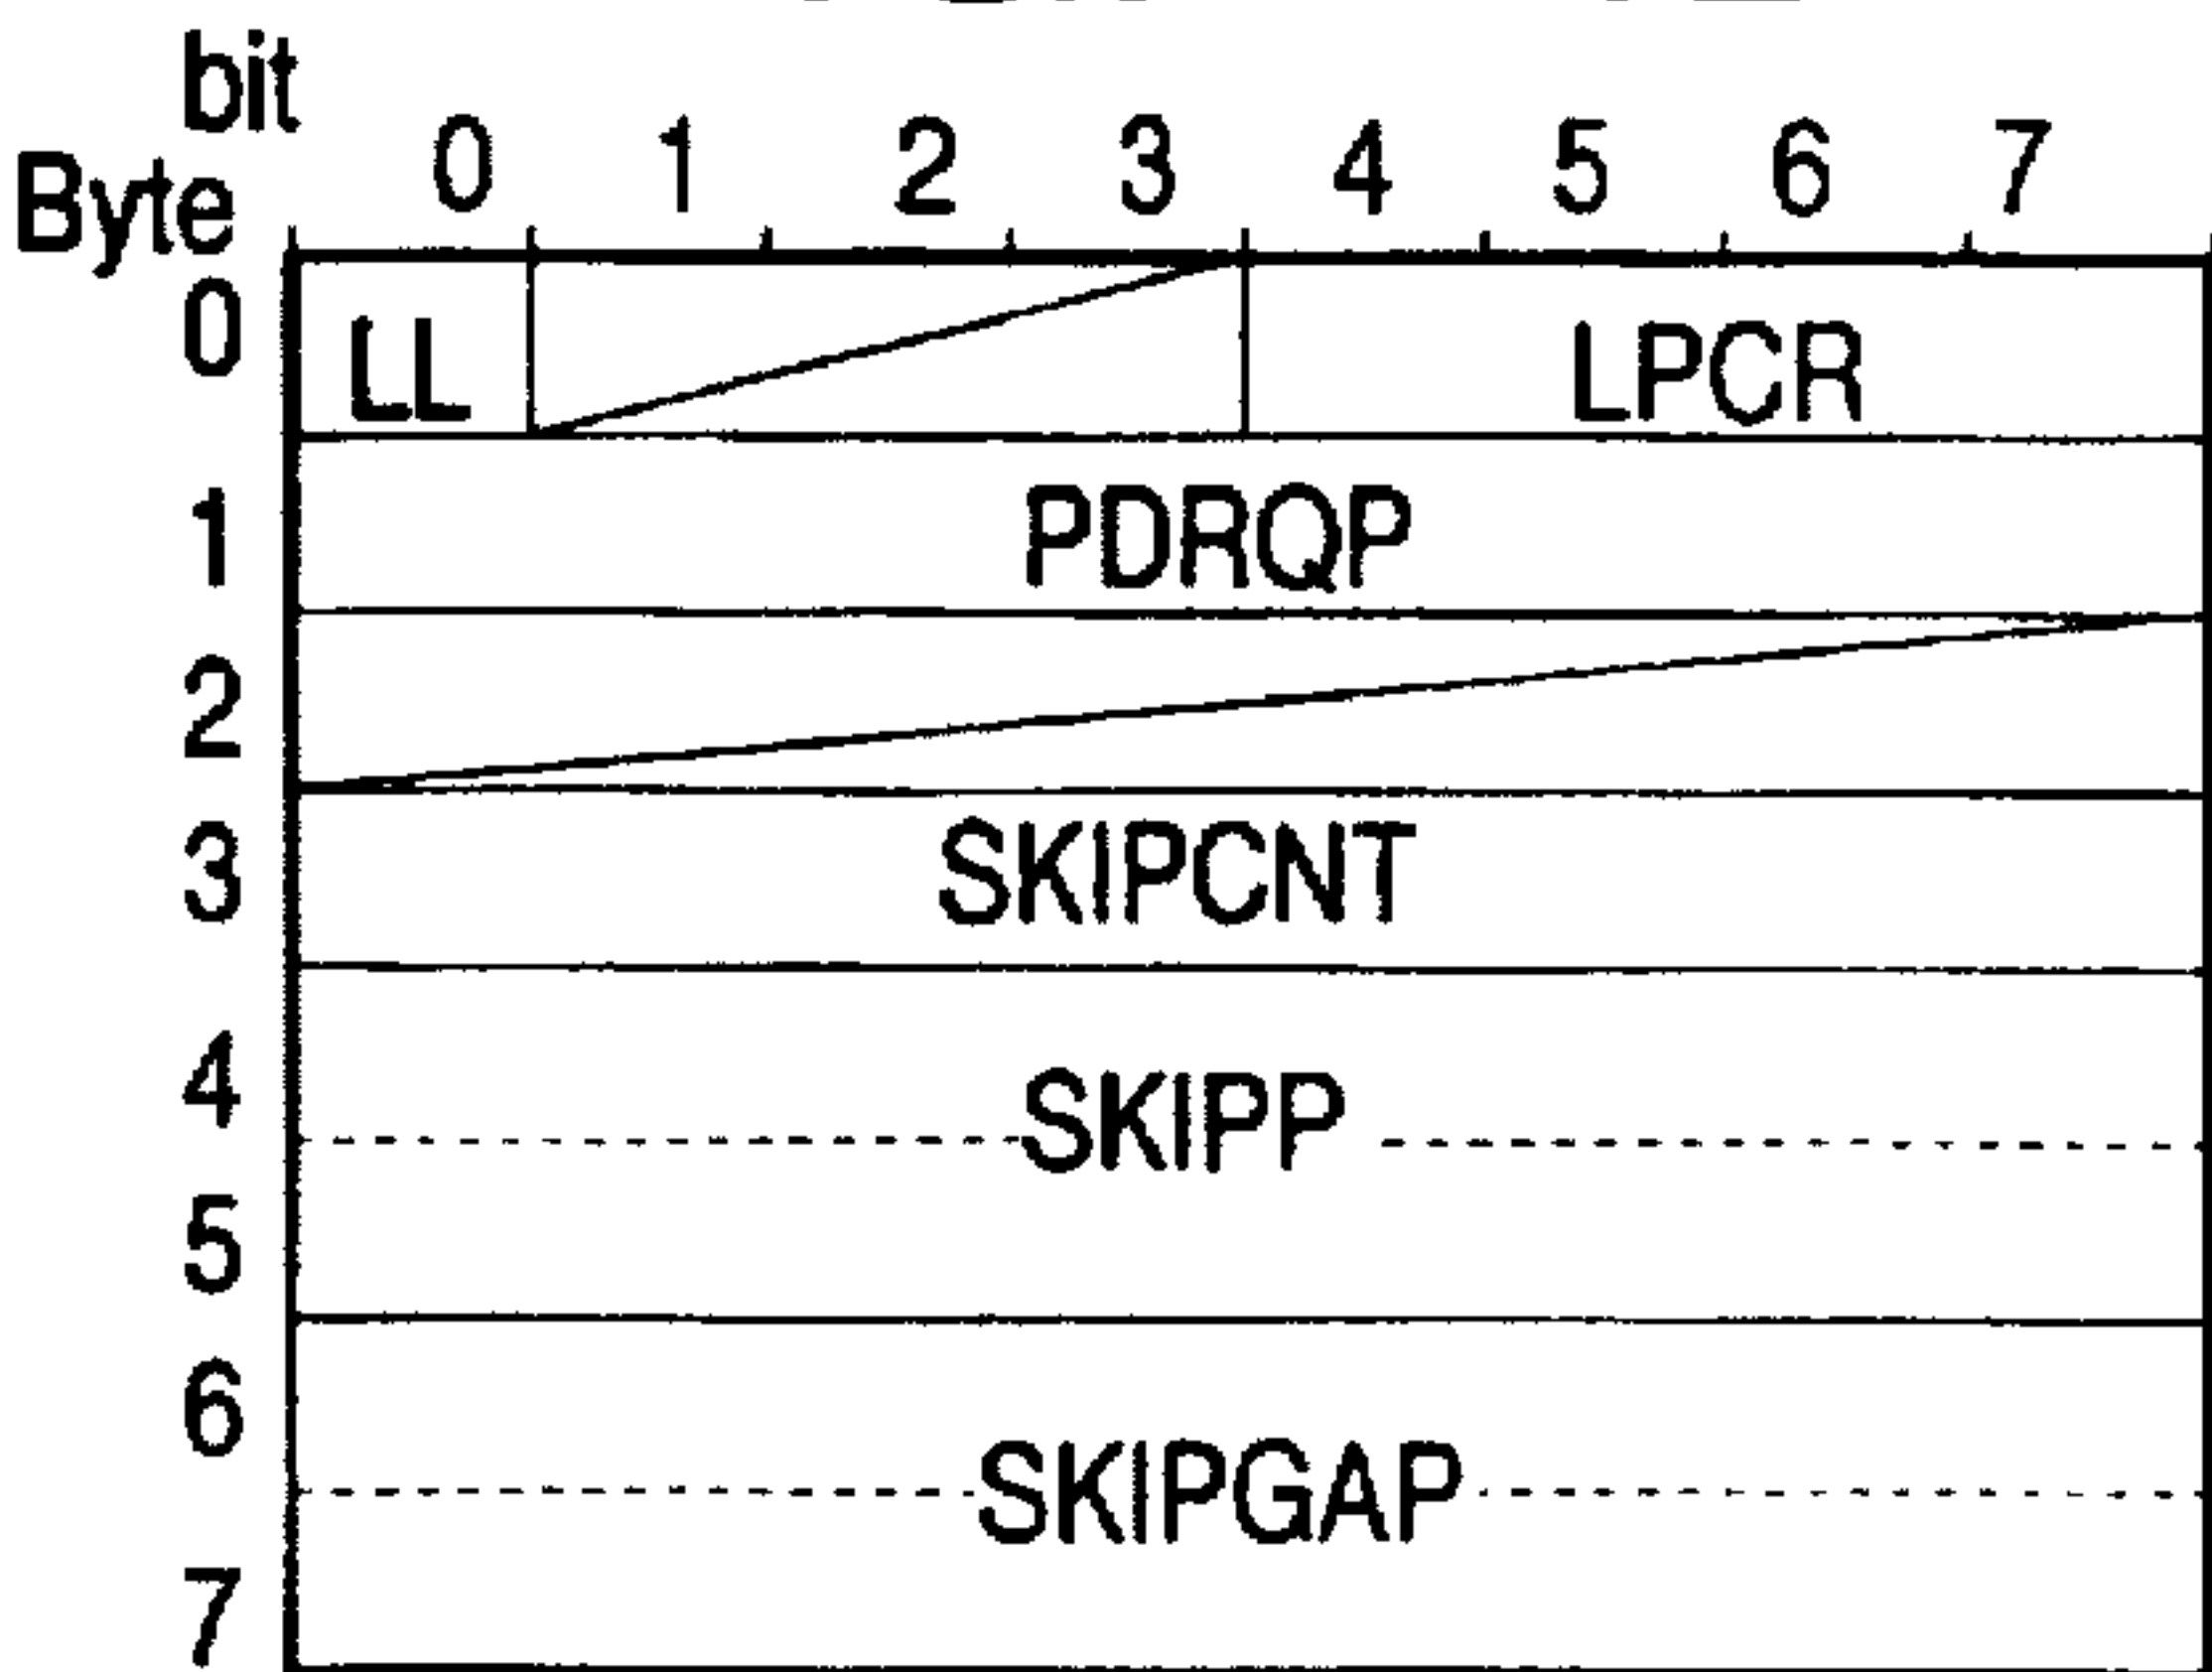 bit
Byte
0 1 2 3 4 5 6 7
0 LL LPCR
1 PDRQP
2
3 SKIPCNT
4
SKIPP
5
6
SKIPGAP
7